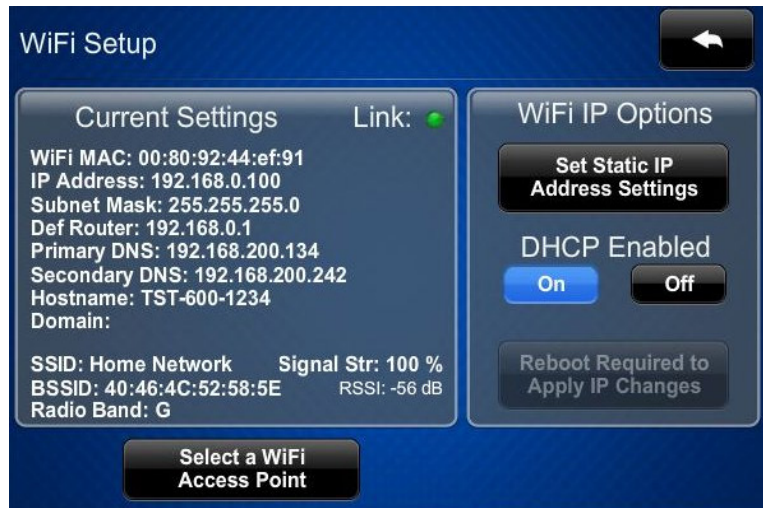 WiFi Setup
Current Settings Link:
WiFi MAC: 00:80:92:44:ef:91
IP Address: 192.168.0.100
Subnet Mask: 255.255.255.0
Def Router: 192.168.0.1
Primary DNS: 192.168.200.134
Secondary DNS: 192.168.200.242
Hostname: TST-600-1234
Domain:
SSID: Home Network Signal Str: 100 %
BSSID: 40:46:4C:52:58:5E RSSI: -56 dB
Radio Band: G
WiFi IP Options
Set Static IP
Address Settings
DHCP Enabled
On Off
Reboot Required to
Apply IP Changes
Select a WiFi
Access Point